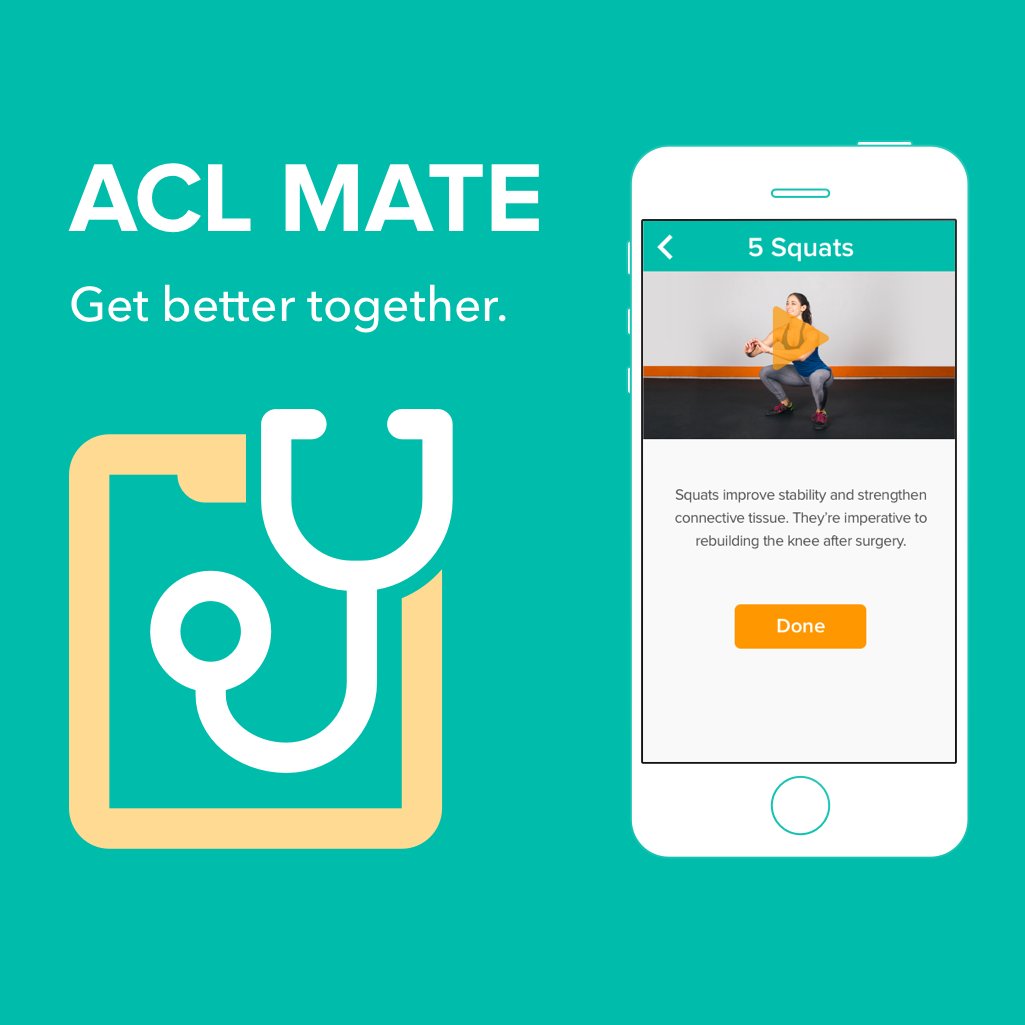 ACL MATE
Get better together.
5 Squats
Squats improve stability and strengthen
connective tissue. They’re imperative to
rebuilding the knee after surgery.
Done